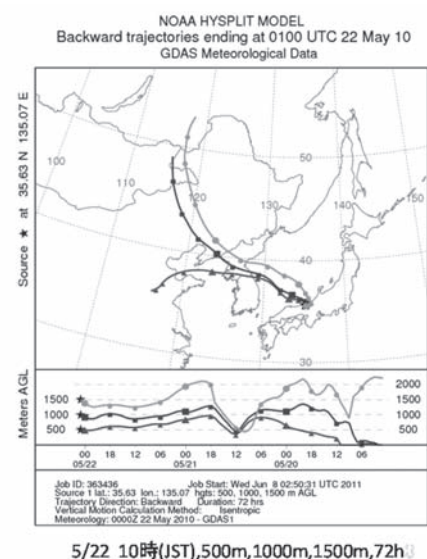 NOAA HYSPLIT MODEL
Backward trajectories ending at 0100 UTC 22 May 10
GDAS Meteorological Data
Source ★ at 35.63 N 135.07 E
100
110
120
130
140
150
50
40
30
Meters AGL
1500
1000
500
2000
1500
1000
500
00 18 12 06 00 18 12 06 00 18 12 06
05/22 05/21 05/20
Job ID: 363436 Job Start: Wed Jun 8 02:50:31 UTC 2011
Source 1 lat.: 35.63 lon.: 135.07 hgts: 500, 1000, 1500 m AGL
Trajectory Direction: Backward Duration: 72 hrs
Vertical Motion Calculation Method: Isentropic
Meteorology: 0000Z 22 May 2010 - GDAS1
5/22 10時(JST),500m,1000m,1500m,72h